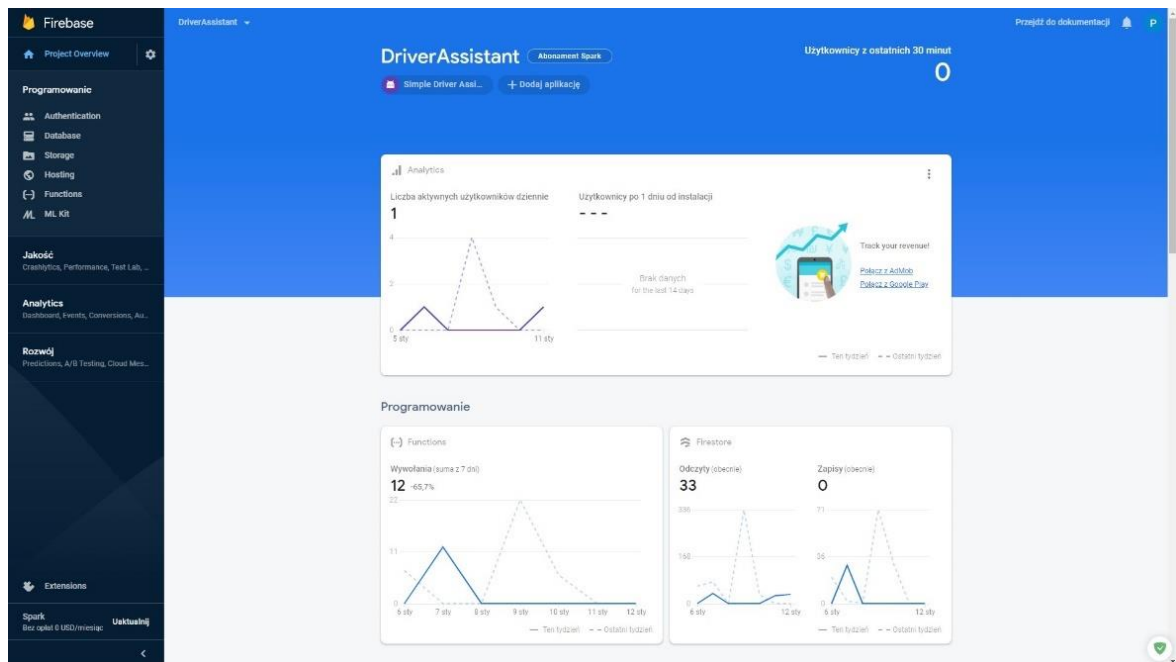 Firebase
Project Overview
Programowanie
Authentication
Database
Storage
Hosting
Functions
ML Kit
Jakość
Crashlytics, Performance, Test Lab, ...
Analytics
Dashboard, Events, Conversions, Au...
Rozwój
Predictions, A/B Testing, Cloud Mes...
Extensions
Spark
Bez opłat 0 USD/miesiąc
Uaktualnij
DriverAssistant
Przejdź do dokumentacji
P
DriverAssistant
Abonament Spark
Simple Driver Assi...
+ Dodaj aplikację
Użytkownicy z ostatnich 30 minut
0
Analytics
Liczba aktywnych użytkowników dziennie
1
4
2
0
5 sty 11 sty
Użytkownicy po 1 dniu od instalacji
- - -
Brak danych
for the last 14 days
Track your revenue!
Połącz z AdMob
Połącz z Google Play
Ten tydzień Ostatni tydzień
Programowanie
Functions
Wywołania (suma z 7 dni)
12 -65,7%
22
11
0
6 sty 7 sty 8 sty 9 sty 10 sty 11 sty 12 sty
Ten tydzień Ostatni tydzień
Firestore
Odczyty (obecnie)
33
336
168
0
6 sty 12 sty
Zapisy (obecnie)
0
71
36
0
6 sty 12 sty
Ten tydzień Ostatni tydzień